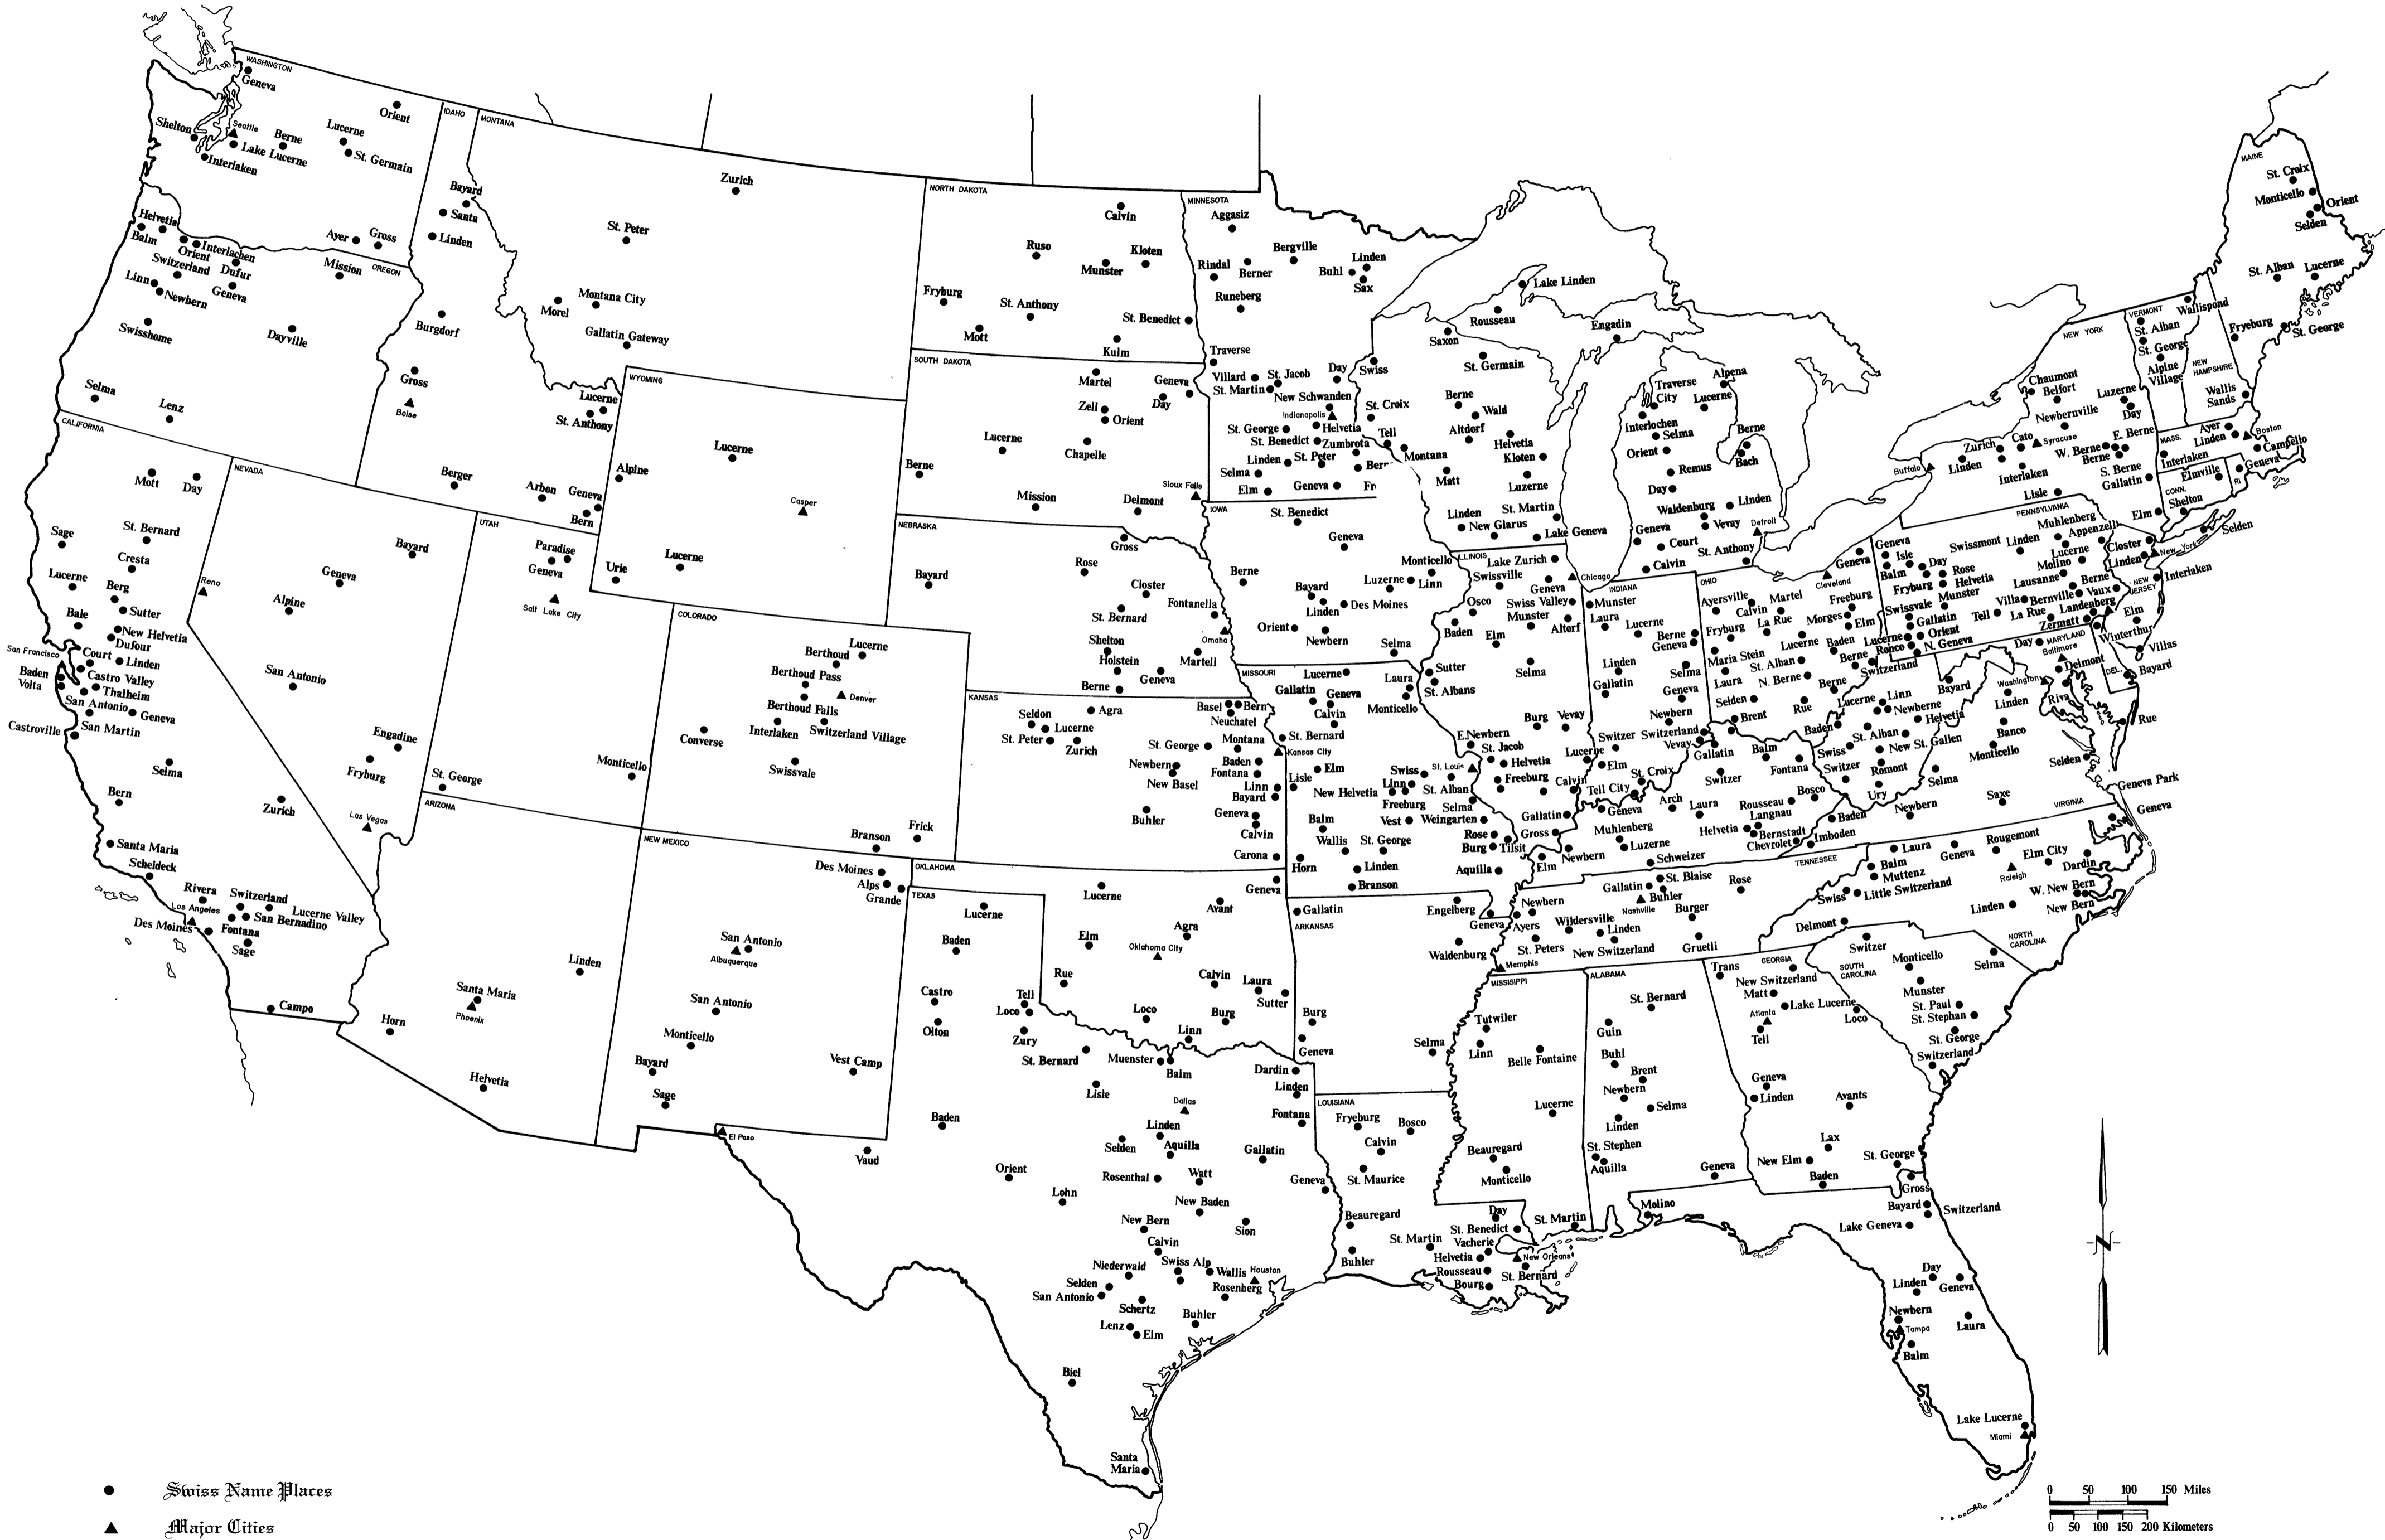 WASHINGTON
Geneva
Orient
Shelton
Seattle
Berne
Lucerne
Lake Lucerne
St. Germain
Interlaken
IDAHO
MONTANA
Bayard
Santa
Linden
Zurich
St. Peter
Helvetia
Balm
Orient
Interlachen
Ayer
Gross
Switzerland
Dufur
Mission
OREGON
Linn
Newbern
Geneva
Swisshome
Dayville
Burgdorf
Morel
Montana City
Gallatin Gateway
Selma
Lenz
Gross
Boise
Lucerne
St. Anthony
Berger
Arbon
Geneva
Bern
NORTH DAKOTA
Calvin
Ruso
Munster
Kloten
Fryburg
St. Anthony
St. Benedict
Mott
Kulm
SOUTH DAKOTA
Martel
Geneva
Day
Zell
Orient
Lucerne
Chapelle
Berne
Mission
Delmont
Sioux Falls
WYOMING
Lucerne
Alpine
Casper
Lucerne
Urie
MINNESOTA
Aggasiz
Bergville
Rindal
Berner
Buhl
Linden
Sax
Runeberg
Traverse
Villard
St. Jacob
Day
St. Martin
New Schwanden
Indianapolis
St. George
Helvetia
St. Benedict
Zumbrota
Linden
St. Peter
Bern
Selma
Elm
Geneva
Fr
Swiss
St. Croix
Tell
Montana
Lake Linden
Rousseau
Engadin
Saxon
St. Germain
Berne
Wald
Altdorf
Helvetia
Kloten
Matt
Luzerne
Linden
St. Martin
New Glarus
Lake Geneva
Traverse
City
Alpena
Lucerne
Interlochen
Selma
Orient
Berne
Bach
Remus
Day
Waldenburg
Linden
Geneva
Vevay
Detroit
Court
St. Anthony
Calvin
CALIFORNIA
NEVADA
Mott
Day
Sage
St. Bernard
Cresta
Lucerne
Berg
Sutter
Bale
New Helvetia
Dufour
San Francisco
Court
Linden
Baden
Castro Valley
Volta
Thalheim
San Antonio
Geneva
Castroville
San Martin
Selma
Bern
Santa Maria
Scheideck
Rivera
Switzerland
Los Angeles
Lucerne Valley
San Bernadino
Des Moines
Fontana
Sage
Campo
Reno
Bayard
Geneva
Alpine
San Antonio
Engadine
Fryburg
Zurich
Las Vegas
UTAH
Paradise
Geneva
Salt Lake City
Monticello
St. George
ARIZONA
Linden
Santa Maria
Phoenix
Horn
Helvetia
COLORADO
Lucerne
Berthoud
Berthoud Pass
Denver
Berthoud Falls
Converse
Interlaken
Switzerland Village
Swissvale
Branson
Frick
NEW MEXICO
Des Moines
Alps
Grande
San Antonio
Albuquerque
San Antonio
Monticello
Bayard
Vest Camp
Sage
NEBRASKA
Gross
Rose
Bayard
Closter
Fontanella
St. Bernard
Omaha
Shelton
Holstein
Martell
Geneva
Berne
KANSAS
Agra
Basel
Bern
Neuchatel
Seldon
Lucerne
St. Peter
Zurich
St. George
Montana
Kansas City
Newbern
Baden
Fontana
New Basel
Linn
Bayard
Buhler
Geneva
Calvin
Carona
OKLAHOMA
Geneva
Lucerne
Avant
Elm
Agra
Oklahoma City
Rue
Calvin
Laura
Sutter
Loco
Burg
Linn
TEXAS
Lucerne
Baden
Castro
Olton
Tell
Loco
Zury
St. Bernard
Muenster
Balm
Dardin
Linden
Lisle
Dallas
Fontana
Baden
Linden
Selden
Aquilla
Gallatin
El Paso
Vaud
Orient
Rosenthal
Watt
Geneva
Lohn
New Baden
New Bern
Sion
Calvin
Niederwald
Swiss Alp
Wallis
Houston
Selden
San Antonio
Rosenberg
Schertz
Buhler
Lenz
Elm
Biel
Santa
Maria
IOWA
St. Benedict
Geneva
Berne
Bayard
Luzerne
Monticello
Linn
Linden
Des Moines
Orient
Newbern
Selma
MISSOURI
Lucerne
Gallatin
Geneva
Laura
Calvin
Monticello
St. Bernard
Lisle
Elm
Swiss
St. Louis
New Helvetia
Linn
St. Alban
Freeburg
Selma
Balm
Vest
Weingarten
Wallis
St. George
Rose
Burg
Tilsit
Horn
Linden
Aquilla
Branson
ILLINOIS
Lake Zurich
Swissville
Chicago
Geneva
Osco
Swiss Valley
Munster
Baden
Elm
Altorf
Sutter
St. Albans
Selma
Burg
Vevay
E.Newbern
St. Jacob
Helvetia
Freeburg
Calvin
Gallatin
Gross
Elm
INDIANA
Munster
Laura
Lucerne
Berne
Geneva
Linden
Gallatin
Selma
Geneva
Newbern
Switzer
Switzerland
Vevay
Lucerne
Elm
St. Croix
Tell City
Geneva
Arch
Laura
Muhlenberg
Luzerne
Newbern
Schweizer
Gallatin
Switzer
Balm
Fontana
Rousseau
Bosco
Langnau
Helvetia
Bernstadt
Chevrolet
Imboden
Baden
OHIO
Ayersville
Calvin
Martel
Cleveland
Geneva
Freeburg
Fryburg
La Rue
Morges
Elm
Maria Stein
Lucerne
Baden
St. Alban
Berne
Laura
N. Berne
Switzerland
Selden
Berne
Rue
Brent
Baden
PENNSYLVANIA
Geneva
Isle
Day
Balm
Rose
Fryburg
Helvetia
Swissmont
Linden
Muhlenberg
Appenzell
Lucerne
Molino
Lausanne
Swissvale
Munster
Villa
Berne
Bernville
Vaux
Gallatin
Tell
La Rue
Landenberg
Lucerne
Orient
Zermatt
Ronco
N. Geneva
NEW YORK
Chaumont
Belfort
Luzerne
Newbernville
Day
Zurich
Cato
Syracuse
W. Berne
E. Berne
Buffalo
Linden
Berne
Interlaken
S. Berne
Gallatin
Lisle
Elm
Closter
New York
Linden
Selden
NEW
JERSEY
Interlaken
Elm
Winterthur
Villas
DEL.
Bayard
MARYLAND
Day
Baltimore
Delmont
Washington
Riva
Rue
MAINE
St. Croix
Monticello
Orient
Selden
St. Alban
Lucerne
Fryeburg
St. George
VERMONT
Wallispond
St. Alban
St. George
Alpine
Village
NEW
HAMPSHIRE
Wallis
Sands
MASS.
Ayer
Linden
Boston
Campello
Interlaken
Elmville
RI
Geneva
CONN.
Shelton
Bayard
Lucerne
Linn
Newberne
Helvetia
Linden
Swiss
St. Alban
New St. Gallen
Banco
Monticello
Switzer
Romont
Selma
Selden
Ury
Newbern
Saxe
VIRGINIA
Geneva Park
Geneva
TENNESSEE
Gallatin
St. Blaise
Buhler
Rose
Nashville
Newbern
Geneva
Ayers
Wildersville
Burger
Linden
St. Peters
New Switzerland
Gruetli
Memphis
Laura
Balm
Geneva
Rougemont
Muttenz
Elm City
Raleigh
Dardin
Swiss
Little Switzerland
W. New Bern
New Bern
Linden
Delmont
NORTH
CAROLINA
Selma
SOUTH
CAROLINA
Switzer
Monticello
Munster
St. Paul
St. Stephan
St. George
Switzerland
GEORGIA
Trans
New Switzerland
Matt
Lake Lucerne
Loco
Atlanta
Tell
Geneva
Linden
Avants
Lax
New Elm
St. George
Baden
ARKANSAS
Gallatin
Engelberg
Waldenburg
Burg
Geneva
Selma
LOUISIANA
Fryeburg
Bosco
Calvin
St. Maurice
Beauregard
Buhler
St. Martin
Day
St. Benedict
Vacherie
Helvetia
New Orleans
Rousseau
St. Bernard
Bourg
MISSISIPPI
Tutwiler
Linn
Belle Fontaine
Lucerne
Beauregard
Monticello
St. Martin
ALABAMA
St. Bernard
Guin
Buhl
Brent
Newbern
Selma
Linden
St. Stephen
Aquilla
Geneva
Molino
Gross
Bayard
Switzerland
Lake Geneva
Day
Linden
Geneva
Newbern
Tampa
Laura
Balm
Lake Lucerne
Miami
N
Swiss Name Places
Major Cities
0 50 100 150 Miles
0 50 100 150 200 Kilometers